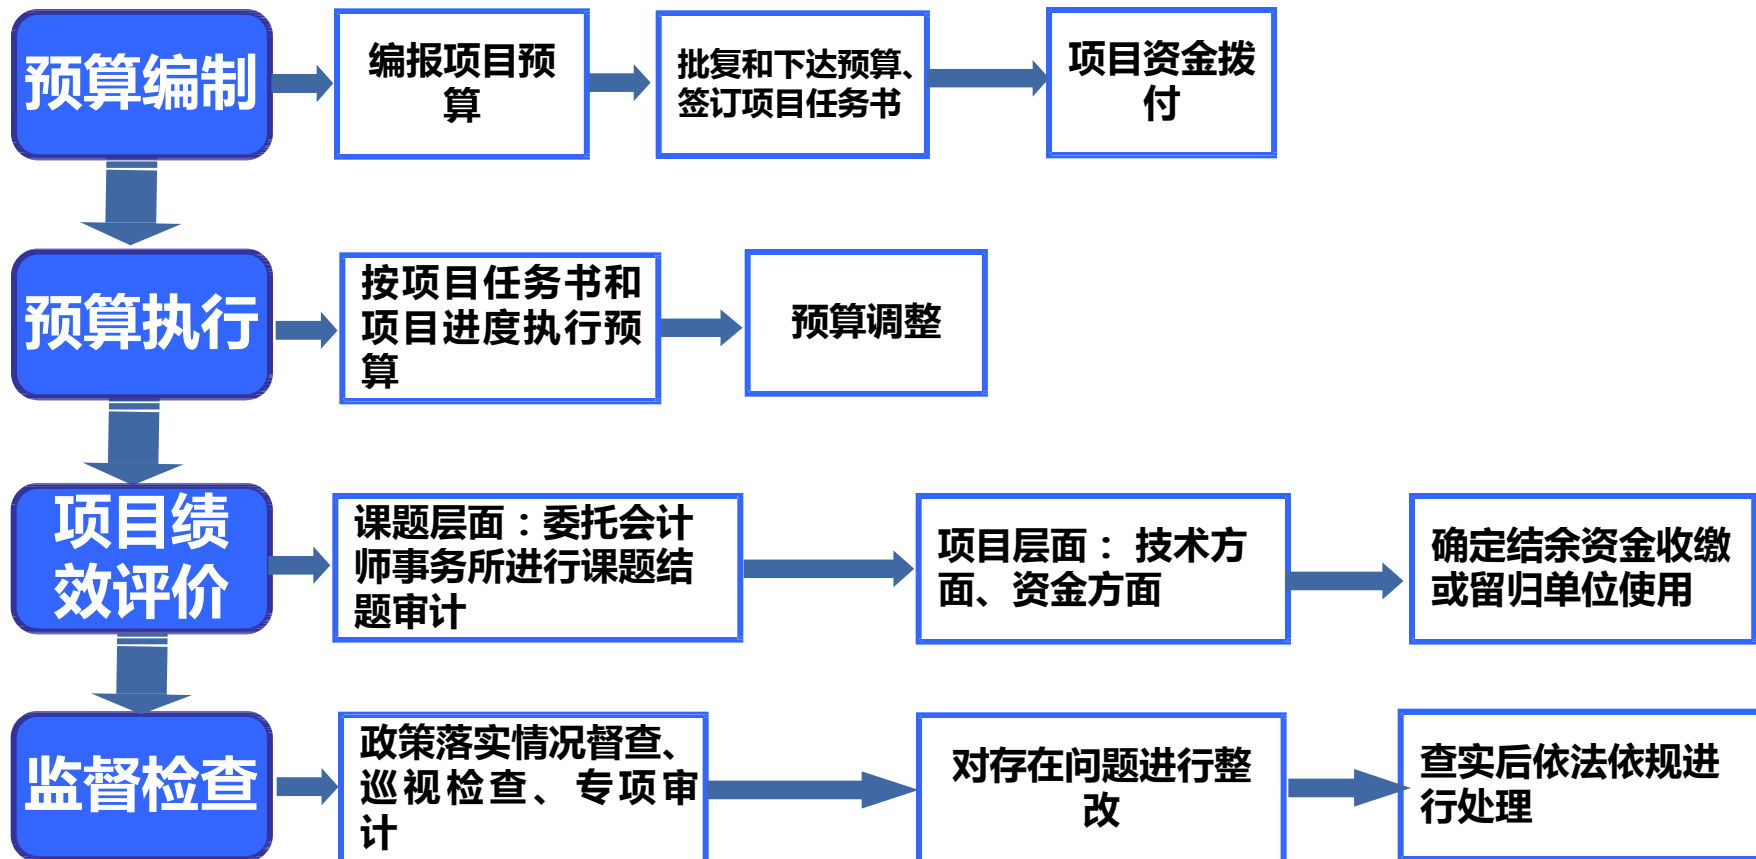 预算编制
编报项目预
算
批复和下达预算、
签订项目任务书
项目资金拨
付
预算执行
按项目任务书和
项目进度执行预
算
预算调整
项目绩
效评价
课题层面：委托会计
师事务所进行课题结
题审计
项目层面： 技术方
面、资金方面
确定结余资金收缴
或留归单位使用
监督检查
政策落实情况督查、
巡视检查、专项审
计
对存在问题进行整
改
查实后依法依规进
行处理